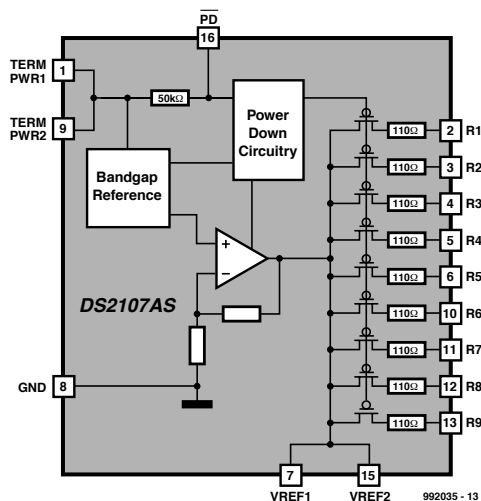 PD
16
TERM
PWR1
1
TERM
PWR2
9
50kΩ
Power
Down
Circuitry
Bandgap
Reference
+
−
DS2107AS
GND
8
110Ω
2
R1
110Ω
3
R2
110Ω
4
R3
110Ω
5
R4
110Ω
6
R5
110Ω
10
R6
110Ω
11
R7
110Ω
12
R8
110Ω
13
R9
7
VREF1
15
VREF2
992035 - 13